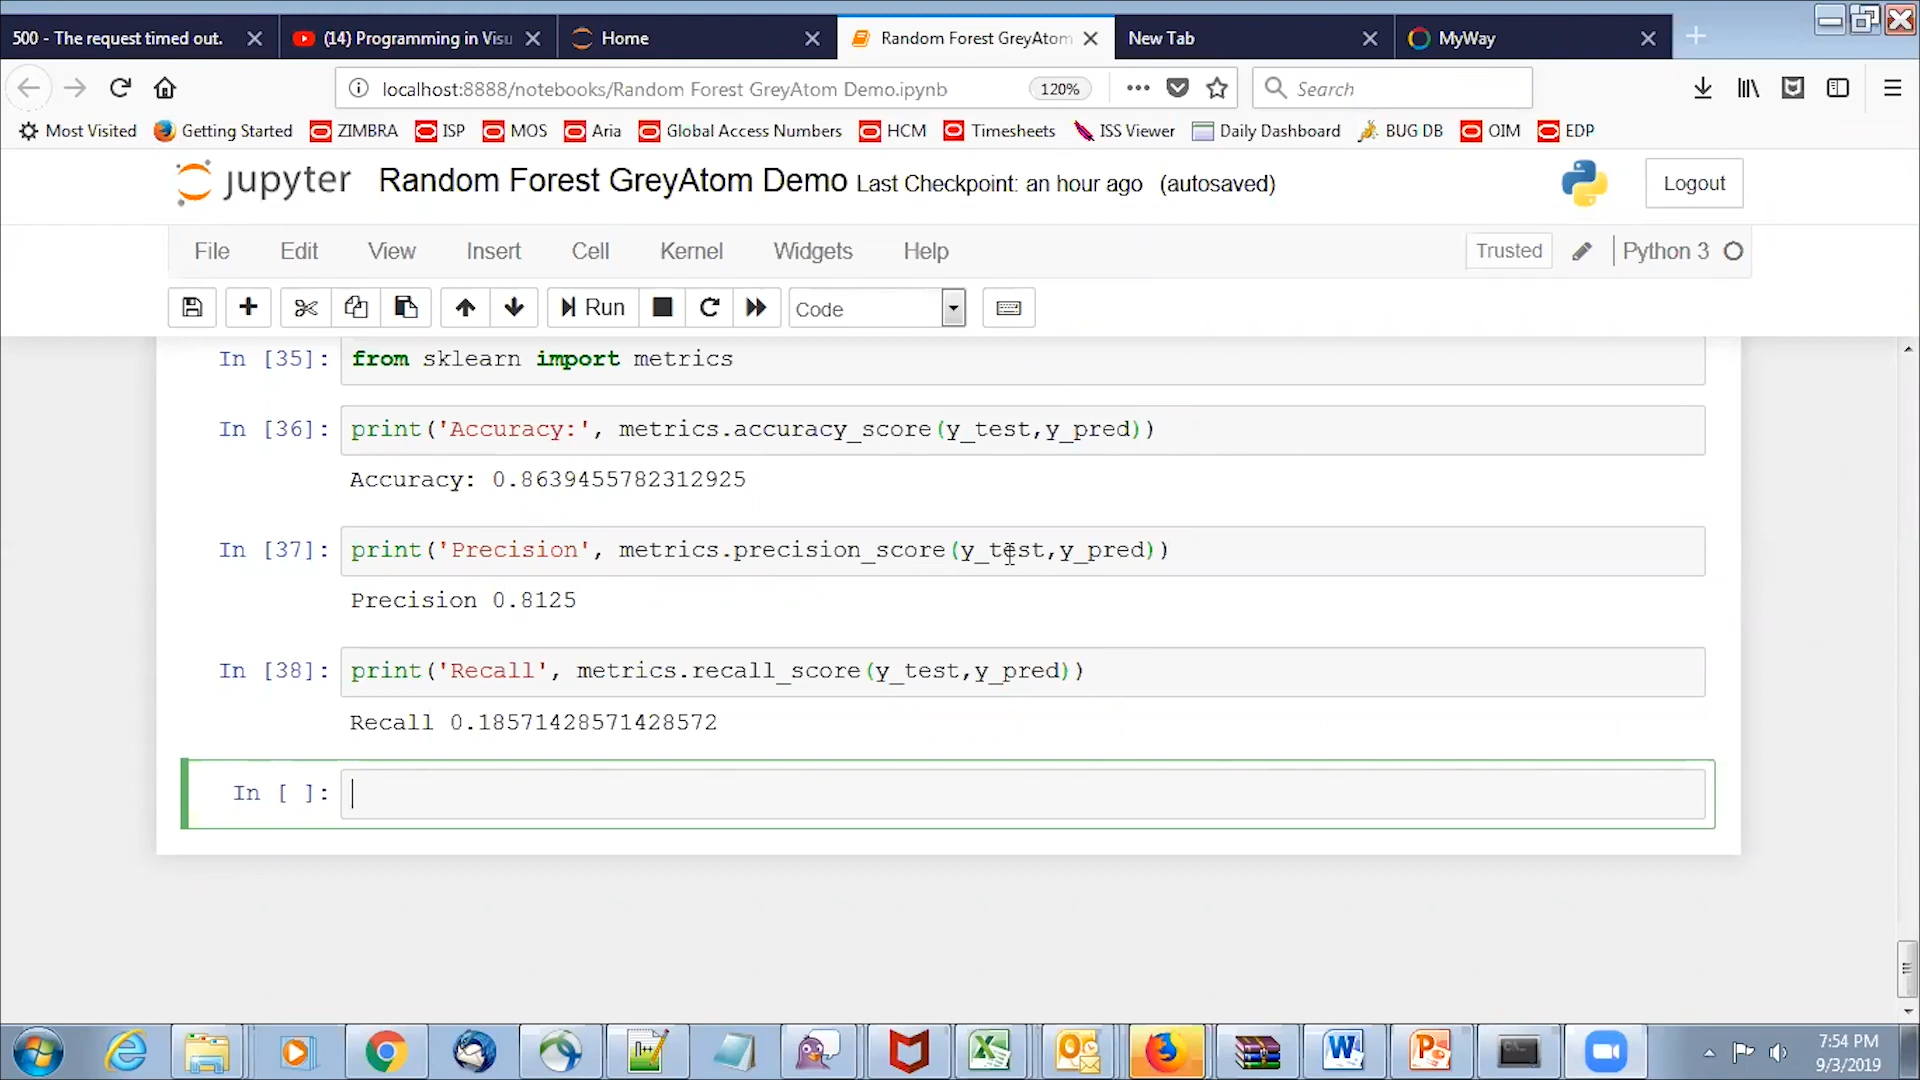 500 - The request timed out.
(14) Programming in Visu
Home
Random Forest GreyAtom
New Tab
MyWay
localhost:8888/notebooks/Random Forest GreyAtom Demo.ipynb
120%
Search
Most Visited
Getting Started
ZIMBRA
ISP
MOS
Aria
Global Access Numbers
HCM
Timesheets
ISS Viewer
Daily Dashboard
BUG DB
OIM
EDP
jupyter
Random Forest GreyAtom Demo Last Checkpoint: an hour ago (autosaved)
Logout
File Edit View Insert Cell Kernel Widgets Help
Trusted
Python 3
Run
Code
In [35]: from sklearn import metrics
In [36]: print('Accuracy:', metrics.accuracy_score(y_test,y_pred))
Accuracy: 0.8639455782312925
In [37]: print('Precision', metrics.precision_score(y_test,y_pred))
Precision 0.8125
In [38]: print('Recall', metrics.recall_score(y_test,y_pred))
Recall 0.18571428571428572
In [ ]:
7:54 PM
9/3/2019